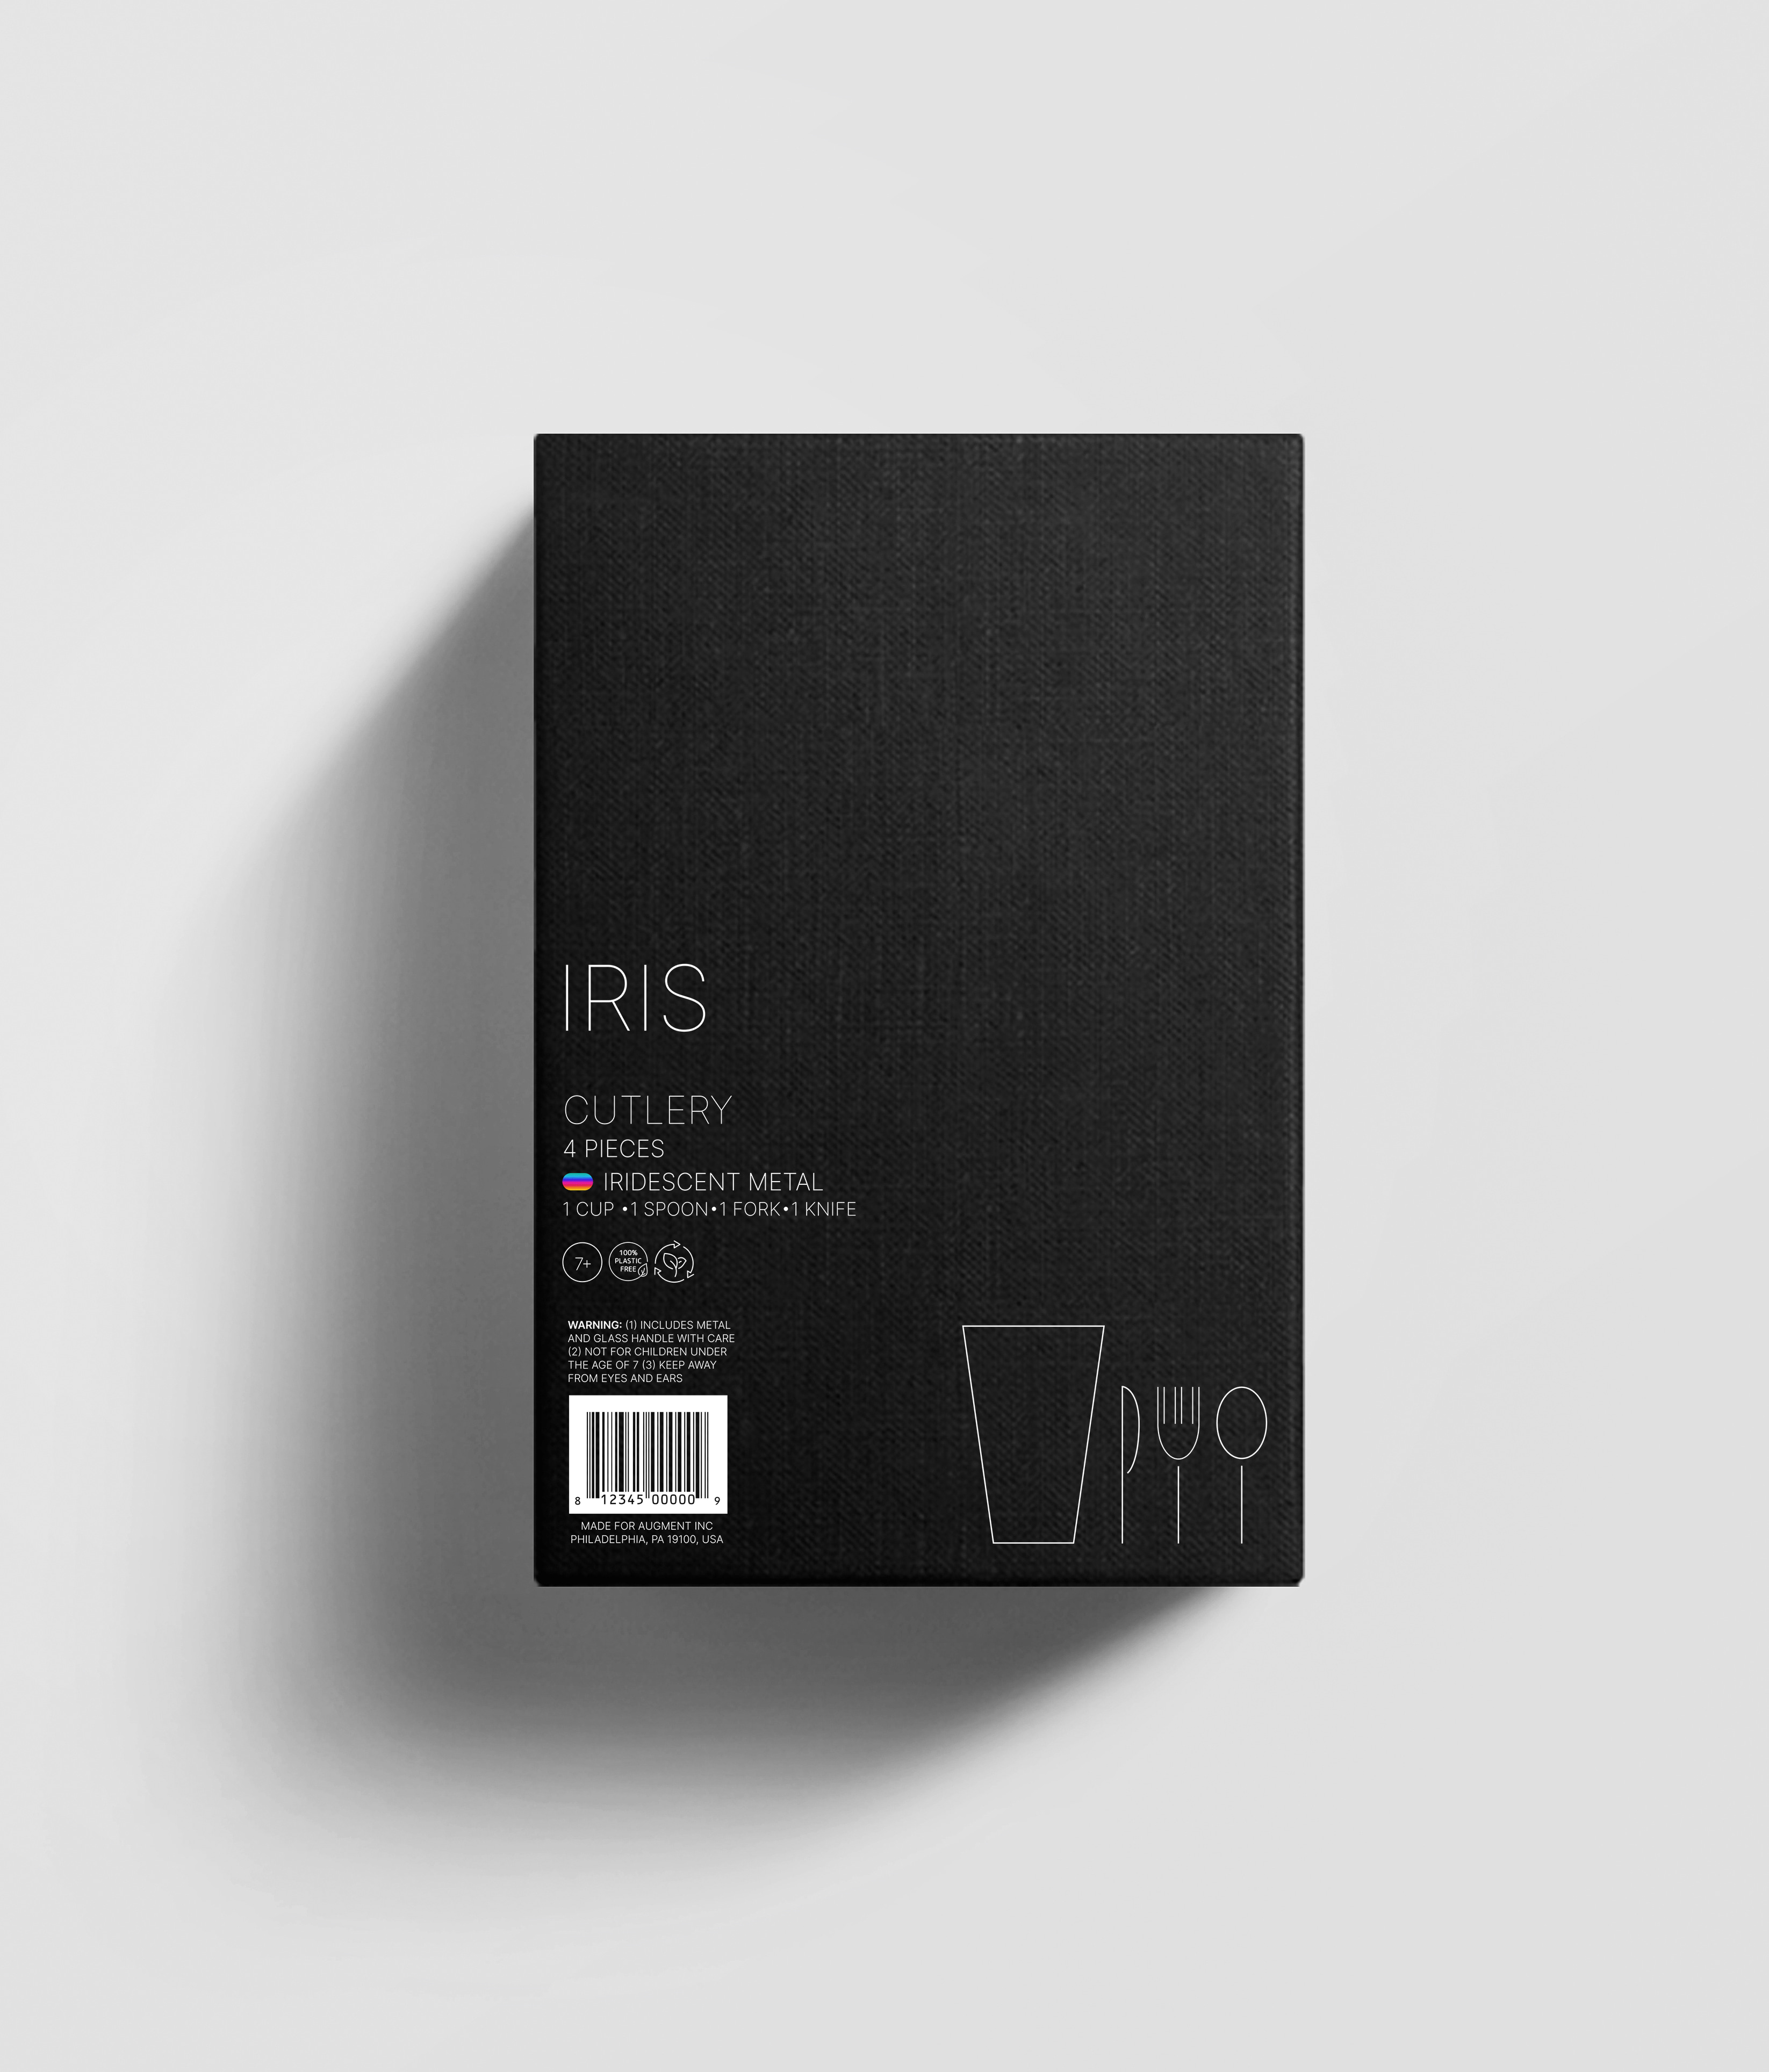 IRIS
CUTLERY
4 PIECES
IRIDESCENT METAL
1 CUP •1 SPOON•1 FORK•1 KNIFE
7+
100%
PLASTIC
FREE
WARNING: (1) INCLUDES METAL
AND GLASS HANDLE WITH CARE
(2) NOT FOR CHILDREN UNDER
THE AGE OF 7 (3) KEEP AWAY
FROM EYES AND EARS
8 12345 00000 9
MADE FOR AUGMENT INC
PHILADELPHIA, PA 19100, USA